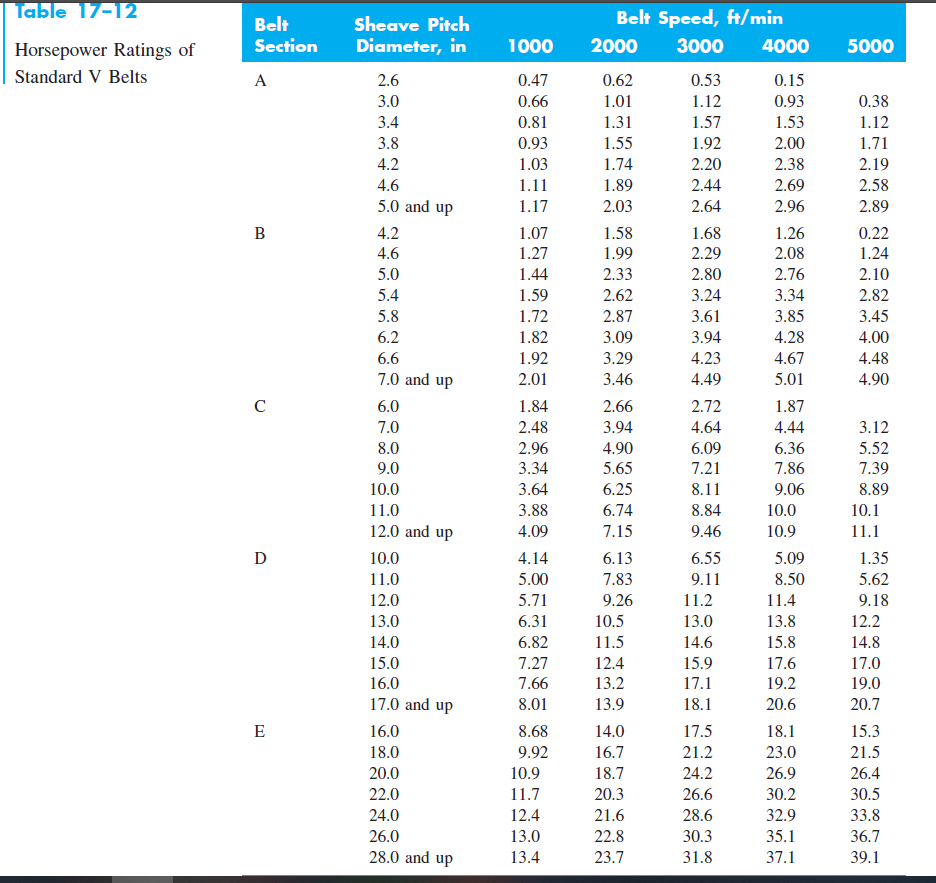 Table 17–12
Horsepower Ratings of
Standard V Belts
Belt Speed, ft/min
Belt Section Sheave Pitch Diameter, in 1000 2000 3000 4000 5000
A 2.6 0.47 0.62 0.53 0.15
3.0 0.66 1.01 1.12 0.93 0.38
3.4 0.81 1.31 1.57 1.53 1.12
3.8 0.93 1.55 1.92 2.00 1.71
4.2 1.03 1.74 2.20 2.38 2.19
4.6 1.11 1.89 2.44 2.69 2.58
5.0 and up 1.17 2.03 2.64 2.96 2.89
B 4.2 1.07 1.58 1.68 1.26 0.22
4.6 1.27 1.99 2.29 2.08 1.24
5.0 1.44 2.33 2.80 2.76 2.10
5.4 1.59 2.62 3.24 3.34 2.82
5.8 1.72 2.87 3.61 3.85 3.45
6.2 1.82 3.09 3.94 4.28 4.00
6.6 1.92 3.29 4.23 4.67 4.48
7.0 and up 2.01 3.46 4.49 5.01 4.90
C 6.0 1.84 2.66 2.72 1.87
7.0 2.48 3.94 4.64 4.44 3.12
8.0 2.96 4.90 6.09 6.36 5.52
9.0 3.34 5.65 7.21 7.86 7.39
10.0 3.64 6.25 8.11 9.06 8.89
11.0 3.88 6.74 8.84 10.0 10.1
12.0 and up 4.09 7.15 9.46 10.9 11.1
D 10.0 4.14 6.13 6.55 5.09 1.35
11.0 5.00 7.83 9.11 8.50 5.62
12.0 5.71 9.26 11.2 11.4 9.18
13.0 6.31 10.5 13.0 13.8 12.2
14.0 6.82 11.5 14.6 15.8 14.8
15.0 7.27 12.4 15.9 17.6 17.0
16.0 7.66 13.2 17.1 19.2 19.0
17.0 and up 8.01 13.9 18.1 20.6 20.7
E 16.0 8.68 14.0 17.5 18.1 15.3
18.0 9.92 16.7 21.2 23.0 21.5
20.0 10.9 18.7 24.2 26.9 26.4
22.0 11.7 20.3 26.6 30.2 30.5
24.0 12.4 21.6 28.6 32.9 33.8
26.0 13.0 22.8 30.3 35.1 36.7
28.0 and up 13.4 23.7 31.8 37.1 39.1